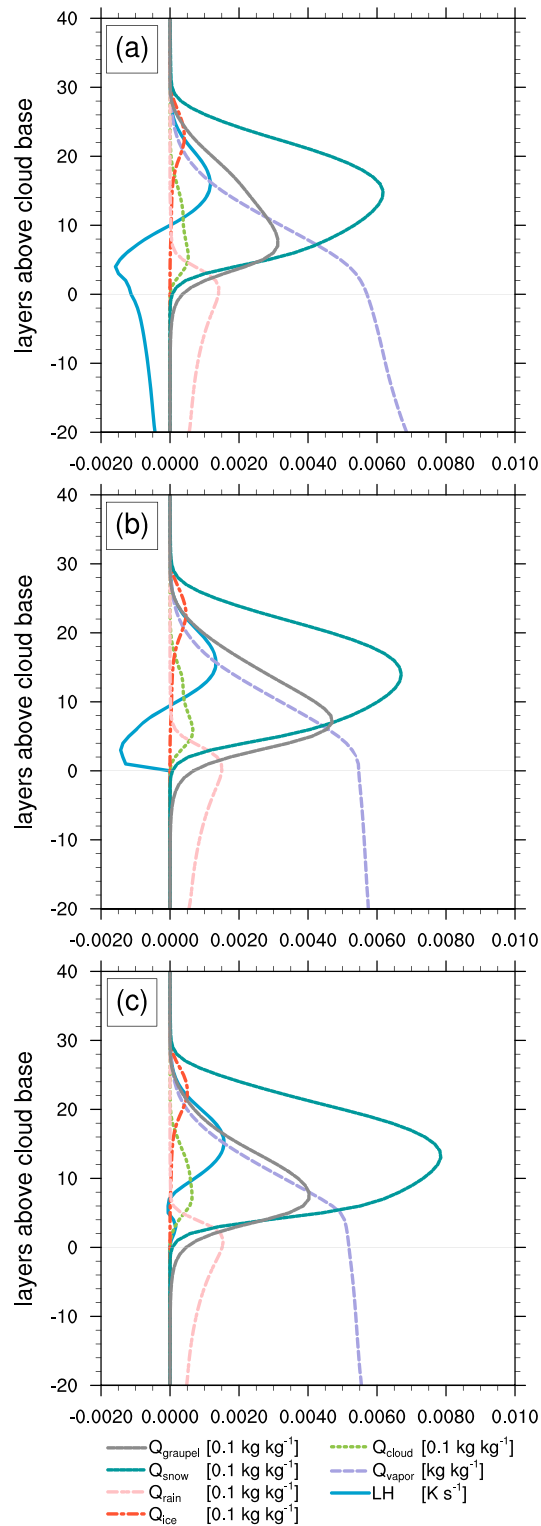 (a)
layers above cloud base
40
30
20
10
0
-10
-20
-0.0020 0.0000 0.0020 0.0040 0.0060 0.0080 0.010
(b)
layers above cloud base
40
30
20
10
0
-10
-20
-0.0020 0.0000 0.0020 0.0040 0.0060 0.0080 0.010
(c)
layers above cloud base
40
30
20
10
0
-10
-20
-0.0020 0.0000 0.0020 0.0040 0.0060 0.0080 0.010
Qgraupel [0.1 kg kg⁻¹] Qcloud [0.1 kg kg⁻¹]
Qsnow [0.1 kg kg⁻¹] Qvapor [kg kg⁻¹]
Qrain [0.1 kg kg⁻¹] LH [K s⁻¹]
Qice [0.1 kg kg⁻¹]